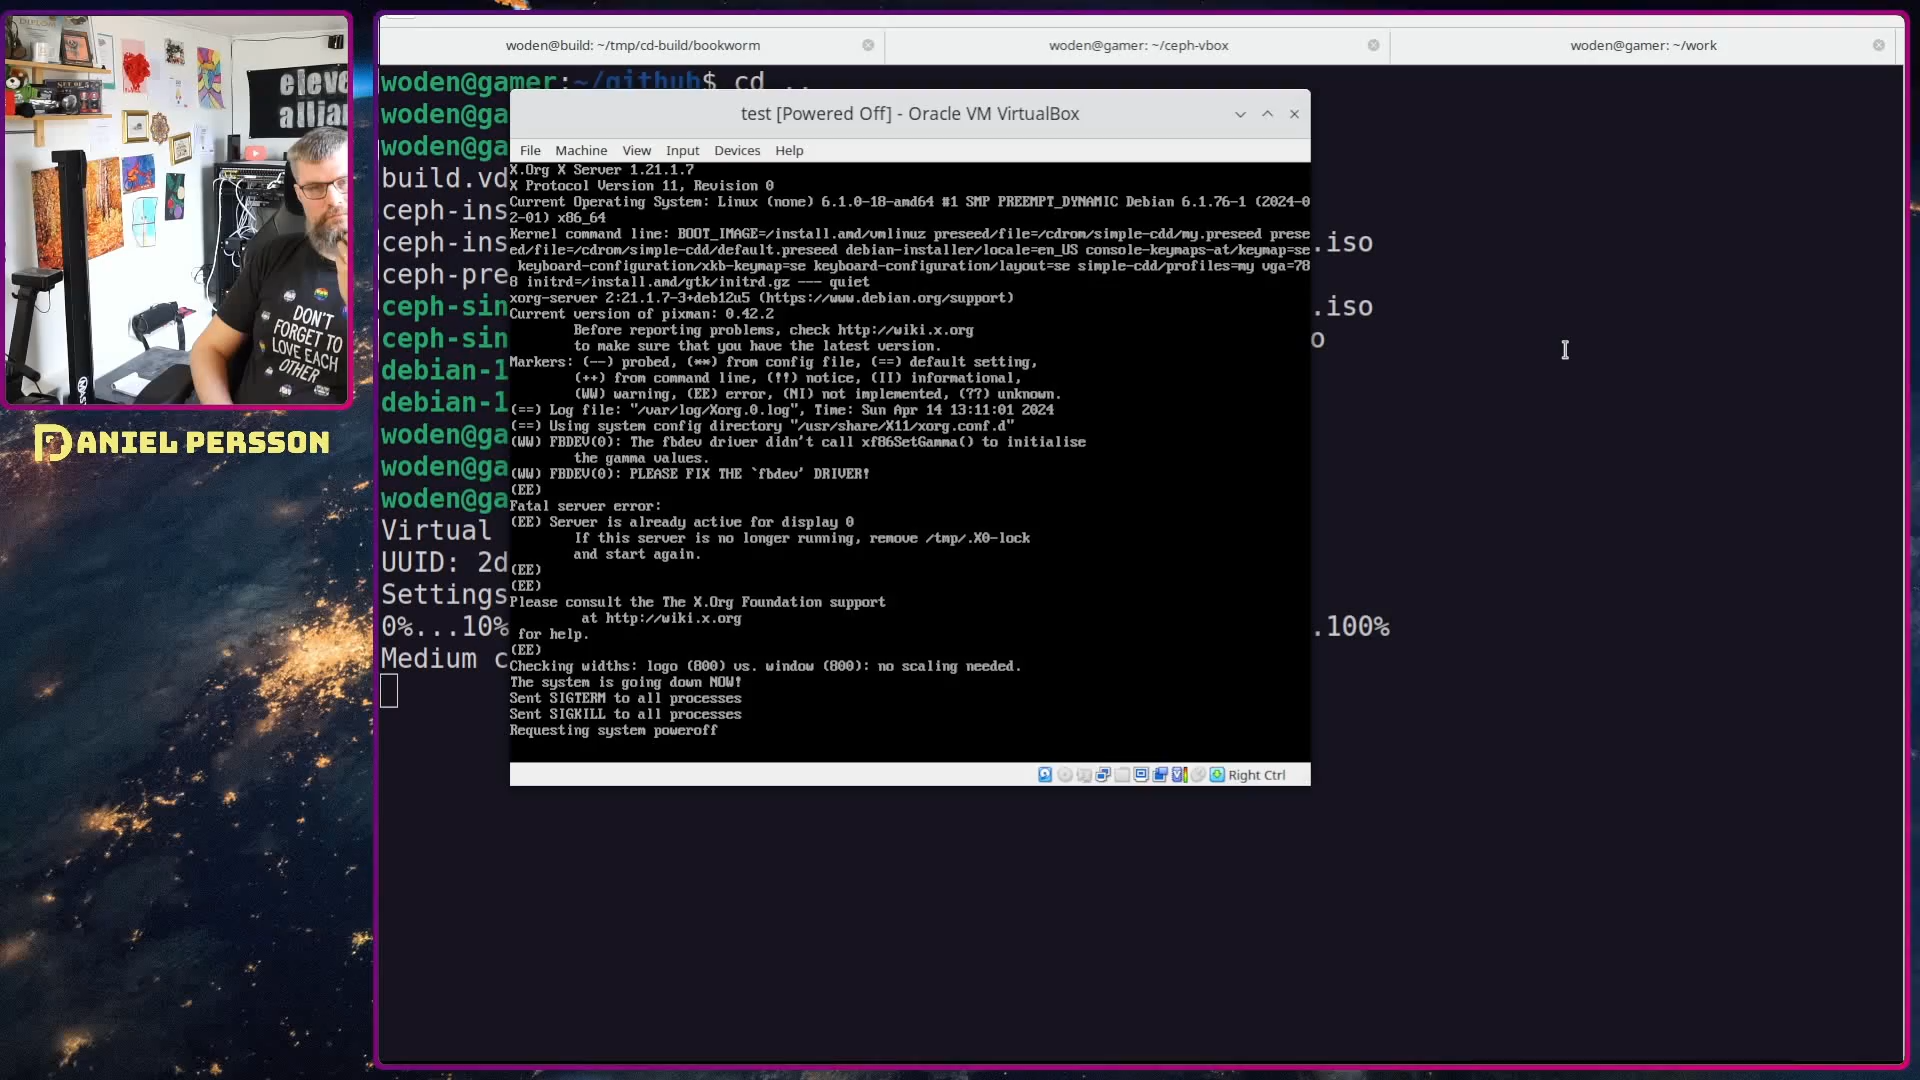 DIPLOM
eleve
allian
DON'T
FORGET TO
LOVE EACH
OTHER
DANIEL PERSSON
woden@build: ~/tmp/cd-build/bookworm
woden@gamer: ~/ceph-vbox
woden@gamer: ~/work
woden@gamer:~/github$ cd ..
woden@ga
woden@ga
build.vd
ceph-ins
ceph-ins .iso
ceph-pre
ceph-sin .iso
ceph-sin o
debian-1
debian-1
woden@ga
woden@ga
woden@ga
Virtual
UUID: 2d
Settings
0%...10% .100%
Medium c
test [Powered Off] - Oracle VM VirtualBox
File Machine View Input Devices Help
X.Org X Server 1.21.1.7
X Protocol Version 11, Revision 0
Current Operating System: Linux (none) 6.1.0-18-amd64 #1 SMP PREEMPT_DYNAMIC Debian 6.1.76-1 (2024-0
2-01) x86_64
Kernel command line: BOOT_IMAGE=/install.amd/vmlinuz preseed/file=/cdrom/simple-cdd/my.preseed prese
ed/file=/cdrom/simple-cdd/default.preseed debian-installer/locale=en_US console-keymaps-at/keymap=se
keyboard-configuration/xkb-keymap=se keyboard-configuration/layout=se simple-cdd/profiles=my vga=78
8 initrd=/install.amd/gtk/initrd.gz --- quiet
xorg-server 2:21.1.7-3+deb12u5 (https://www.debian.org/support)
Current version of pixman: 0.42.2
Before reporting problems, check http://wiki.x.org
to make sure that you have the latest version.
Markers: (--) probed, (**) from config file, (==) default setting,
(++) from command line, (!!) notice, (II) informational,
(WW) warning, (EE) error, (NI) not implemented, (??) unknown.
(==) Log file: "/var/log/Xorg.0.log", Time: Sun Apr 14 13:11:01 2024
(==) Using system config directory "/usr/share/X11/xorg.conf.d"
(WW) FBDEV(0): The fbdev driver didn't call xf86SetGamma() to initialise
the gamma values.
(WW) FBDEV(0): PLEASE FIX THE `fbdev' DRIVER!
(EE)
Fatal server error:
(EE) Server is already active for display 0
If this server is no longer running, remove /tmp/.X0-lock
and start again.
(EE)
(EE)
Please consult the The X.Org Foundation support
at http://wiki.x.org
for help.
(EE)
Checking widths: logo (800) vs. window (800): no scaling needed.
The system is going down NOW!
Sent SIGTERM to all processes
Sent SIGKILL to all processes
Requesting system poweroff
Right Ctrl